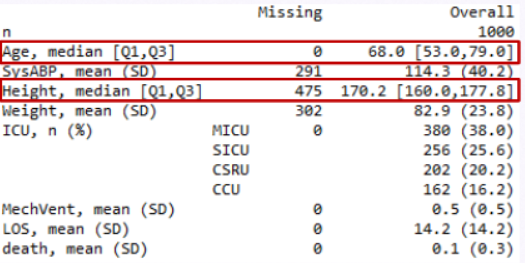 Missing Overall
n 1000
Age, median [Q1,Q3] 0 68.0 [53.0,79.0]
SysABP, mean (SD) 291 114.3 (40.2)
Height, median [Q1,Q3] 475 170.2 [160.0,177.8]
Weight, mean (SD) 302 82.9 (23.8)
ICU, n (%) MICU 0 380 (38.0)
SICU 256 (25.6)
CSRU 202 (20.2)
CCU 162 (16.2)
MechVent, mean (SD) 0 0.5 (0.5)
LOS, mean (SD) 0 14.2 (14.2)
death, mean (SD) 0 0.1 (0.3)